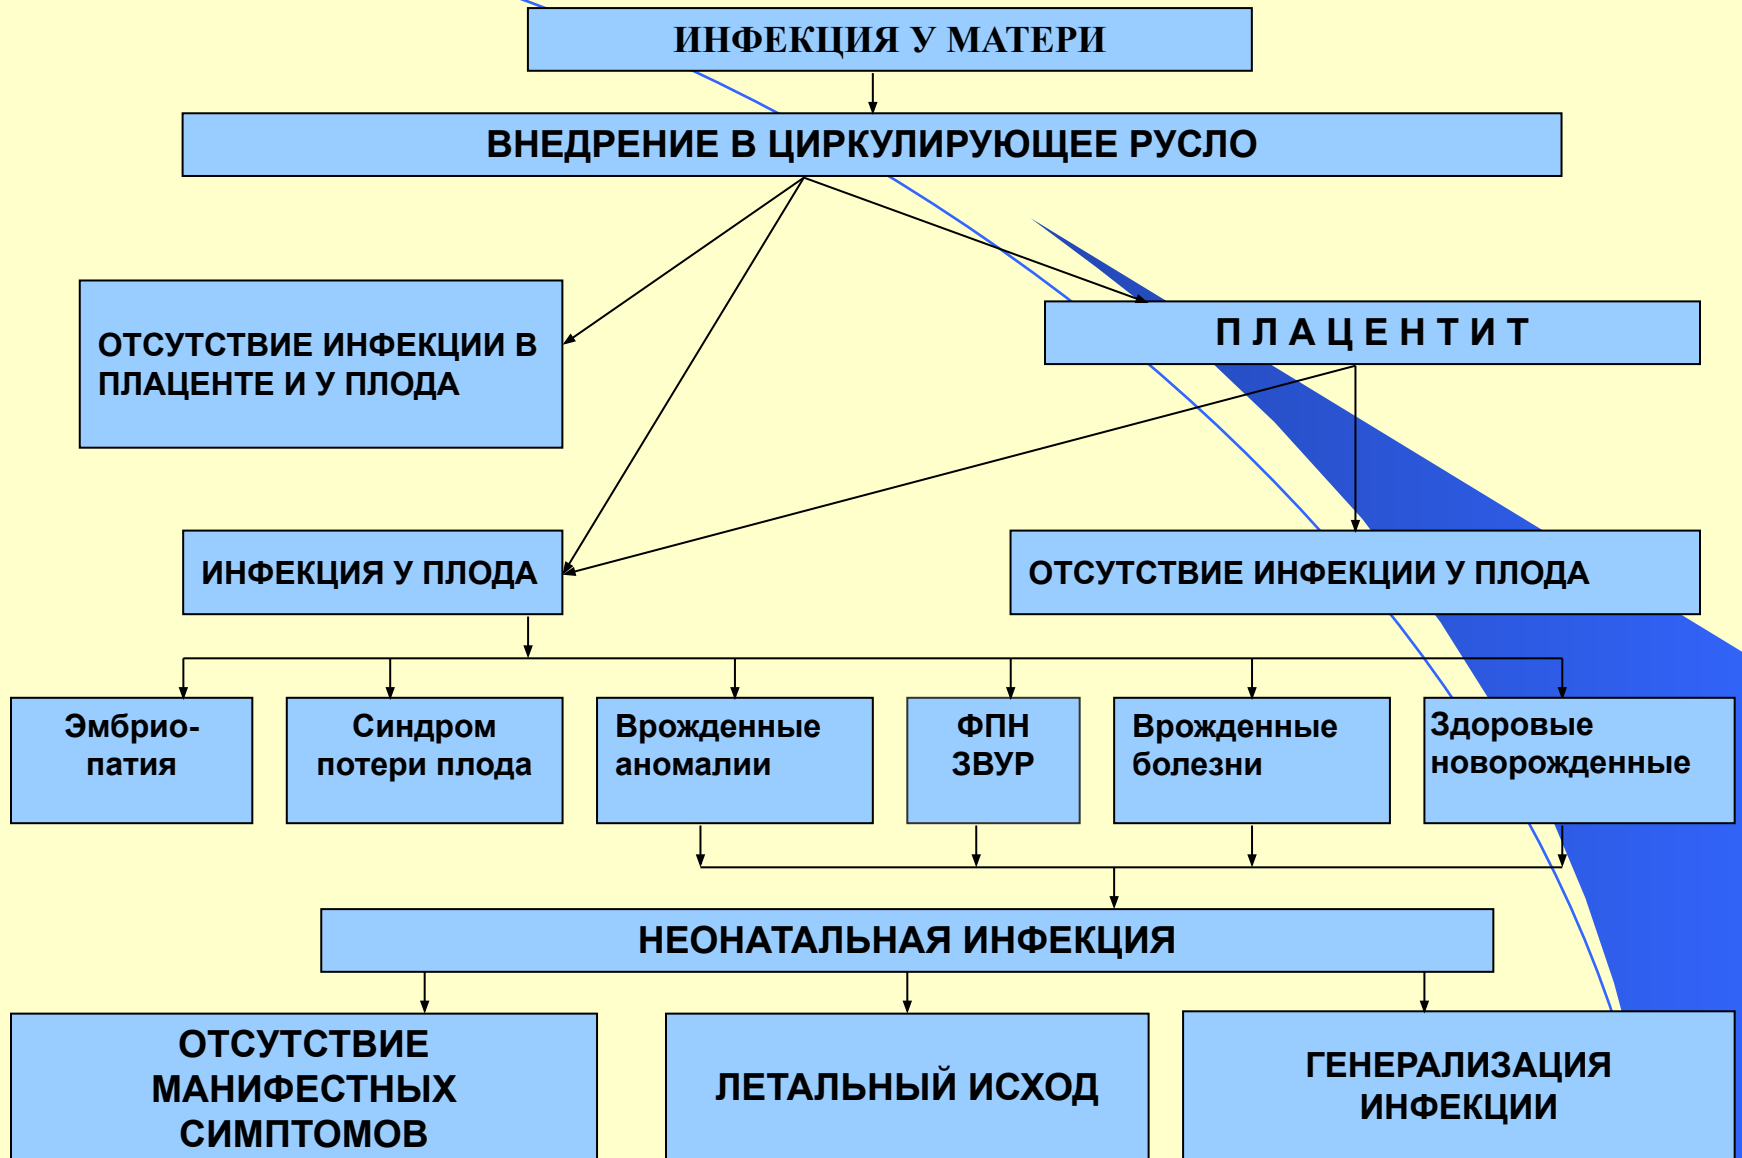 ИНФЕКЦИЯ У МАТЕРИ
ВНЕДРЕНИЕ В ЦИРКУЛИРУЮЩЕЕ РУСЛО
ОТСУТСТВИЕ ИНФЕКЦИИ В
ПЛАЦЕНТЕ И У ПЛОДА
П Л А Ц Е Н Т И Т
ИНФЕКЦИЯ У ПЛОДА
ОТСУТСТВИЕ ИНФЕКЦИИ У ПЛОДА
Эмбрио-
патия
Синдром
потери плода
Врожденные
аномалии
ФПН
ЗВУР
Врожденные
болезни
Здоровые
новорожденные
НЕОНАТАЛЬНАЯ ИНФЕКЦИЯ
ОТСУТСТВИЕ
МАНИФЕСТНЫХ
СИМПТОМОВ
ЛЕТАЛЬНЫЙ ИСХОД
ГЕНЕРАЛИЗАЦИЯ
ИНФЕКЦИИ